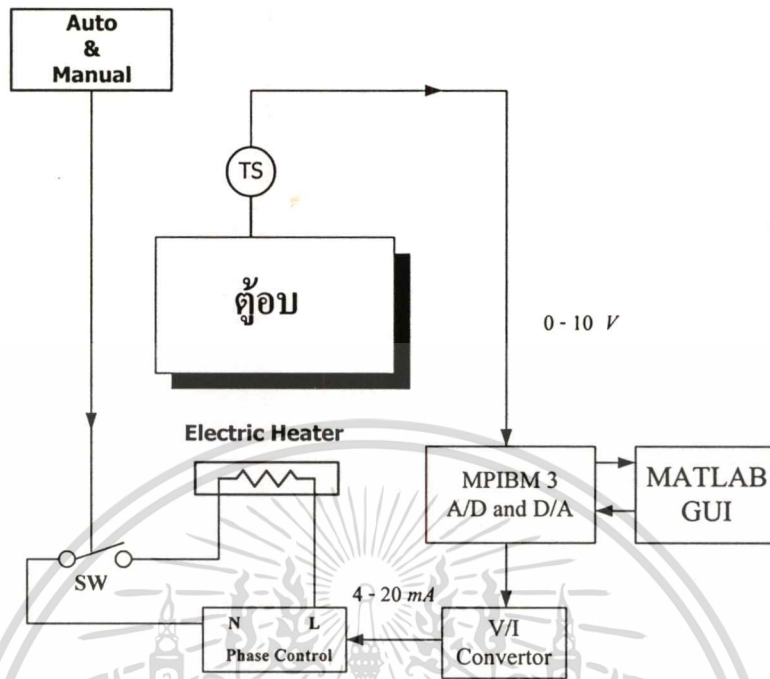 Auto
&
Manual
TS
ตู้อบ
0 - 10 V
Electric Heater
MPIBM 3
A/D and D/A
MATLAB
GUI
SW
4 - 20 mA
N L
Phase Control
V/I
Convertor